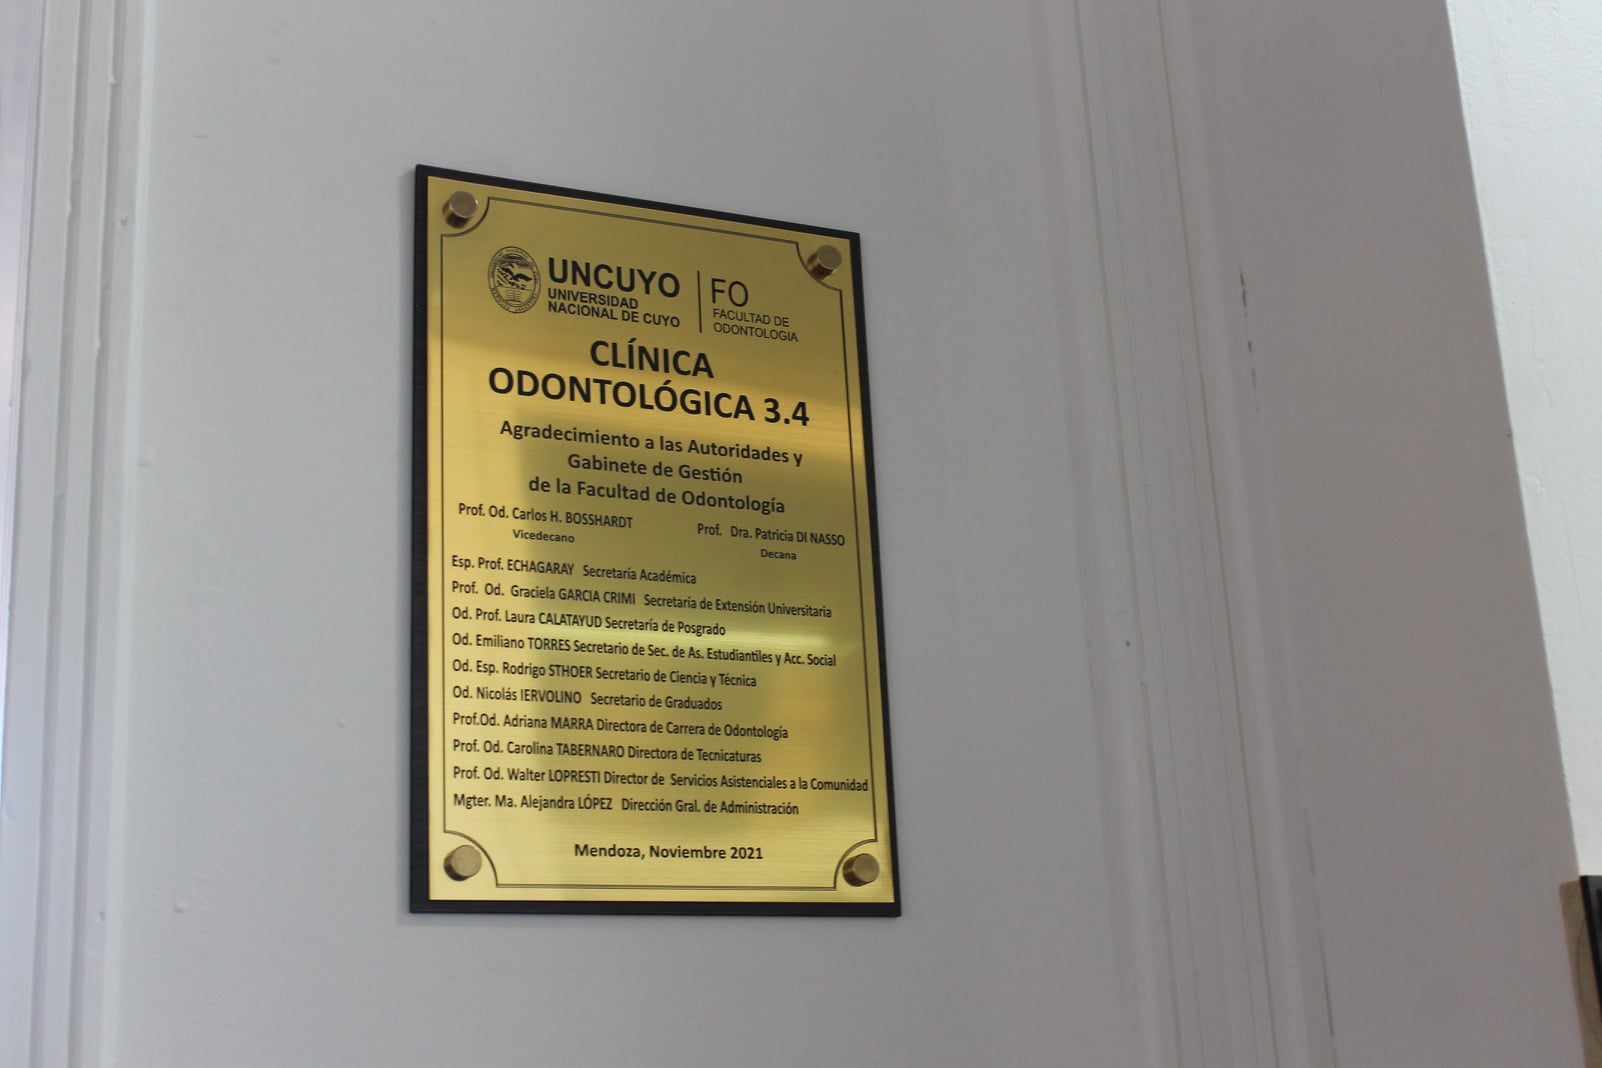 UNCUYO
UNIVERSIDAD
NACIONAL DE CUYO
FO
FACULTAD DE
ODONTOLOGIA
CLÍNICA
ODONTOLÓGICA 3.4
Agradecimiento a las Autoridades y
Gabinete de Gestión
de la Facultad de Odontología
Prof. Od. Carlos H. BOSSHARDT
Vicedecano
Prof. Dra. Patricia DI NASSO
Decana
Esp. Prof. ECHAGARAY Secretaría Académica
Prof. Od. Graciela GARCIA CRIMI Secretaría de Extensión Universitaria
Od. Prof. Laura CALATAYUD Secretaría de Posgrado
Od. Emiliano TORRES Secretario de Sec. de As. Estudiantiles y Acc. Social
Od. Esp. Rodrigo STHOER Secretario de Ciencia y Técnica
Od. Nicolás IERVOLINO Secretario de Graduados
Prof.Od. Adriana MARRA Directora de Carrera de Odontología
Prof. Od. Carolina TABERNARO Directora de Tecnicaturas
Prof. Od. Walter LOPRESTI Director de Servicios Asistenciales a la Comunidad
Mgter. Ma. Alejandra LÓPEZ Dirección Gral. de Administración
Mendoza, Noviembre 2021